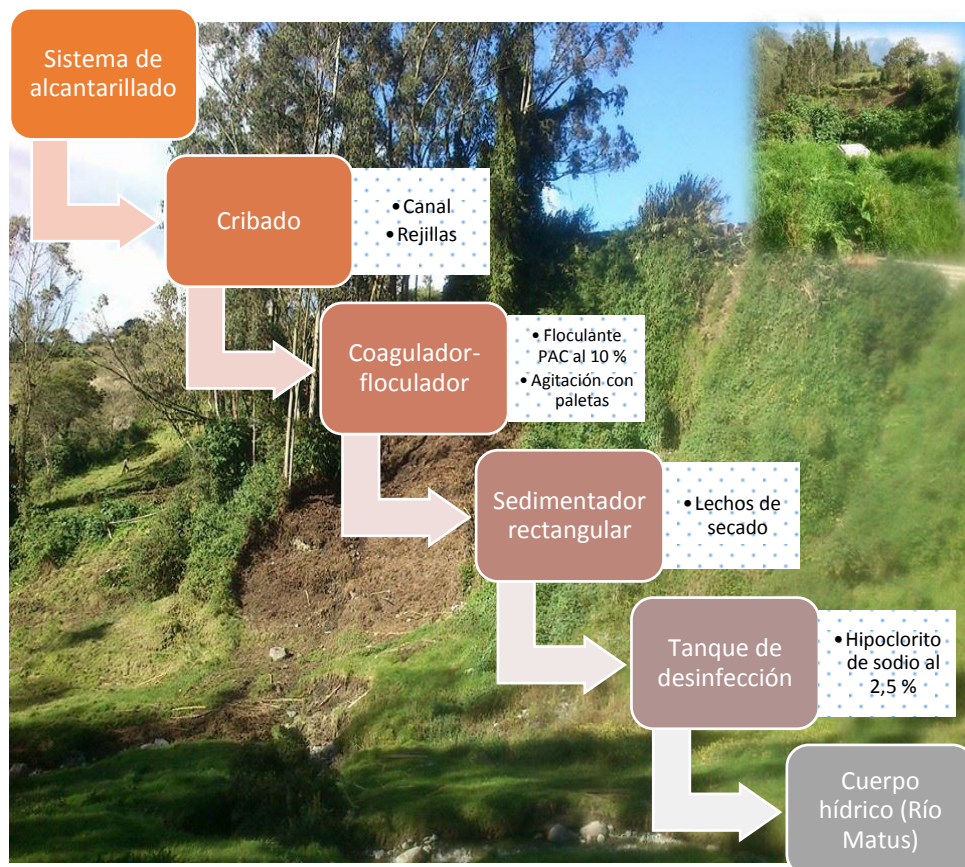 Sistema de
alcantarillado
Cribado
• Canal
• Rejillas
Coagulador-
floculador
• Floculante
PAC al 10 %
• Agitación con
paletas
Sedimentador
rectangular
• Lechos de
secado
Tanque de
desinfección
• Hipoclorito
de sodio al
2,5 %
Cuerpo
hídrico (Río
Matus)